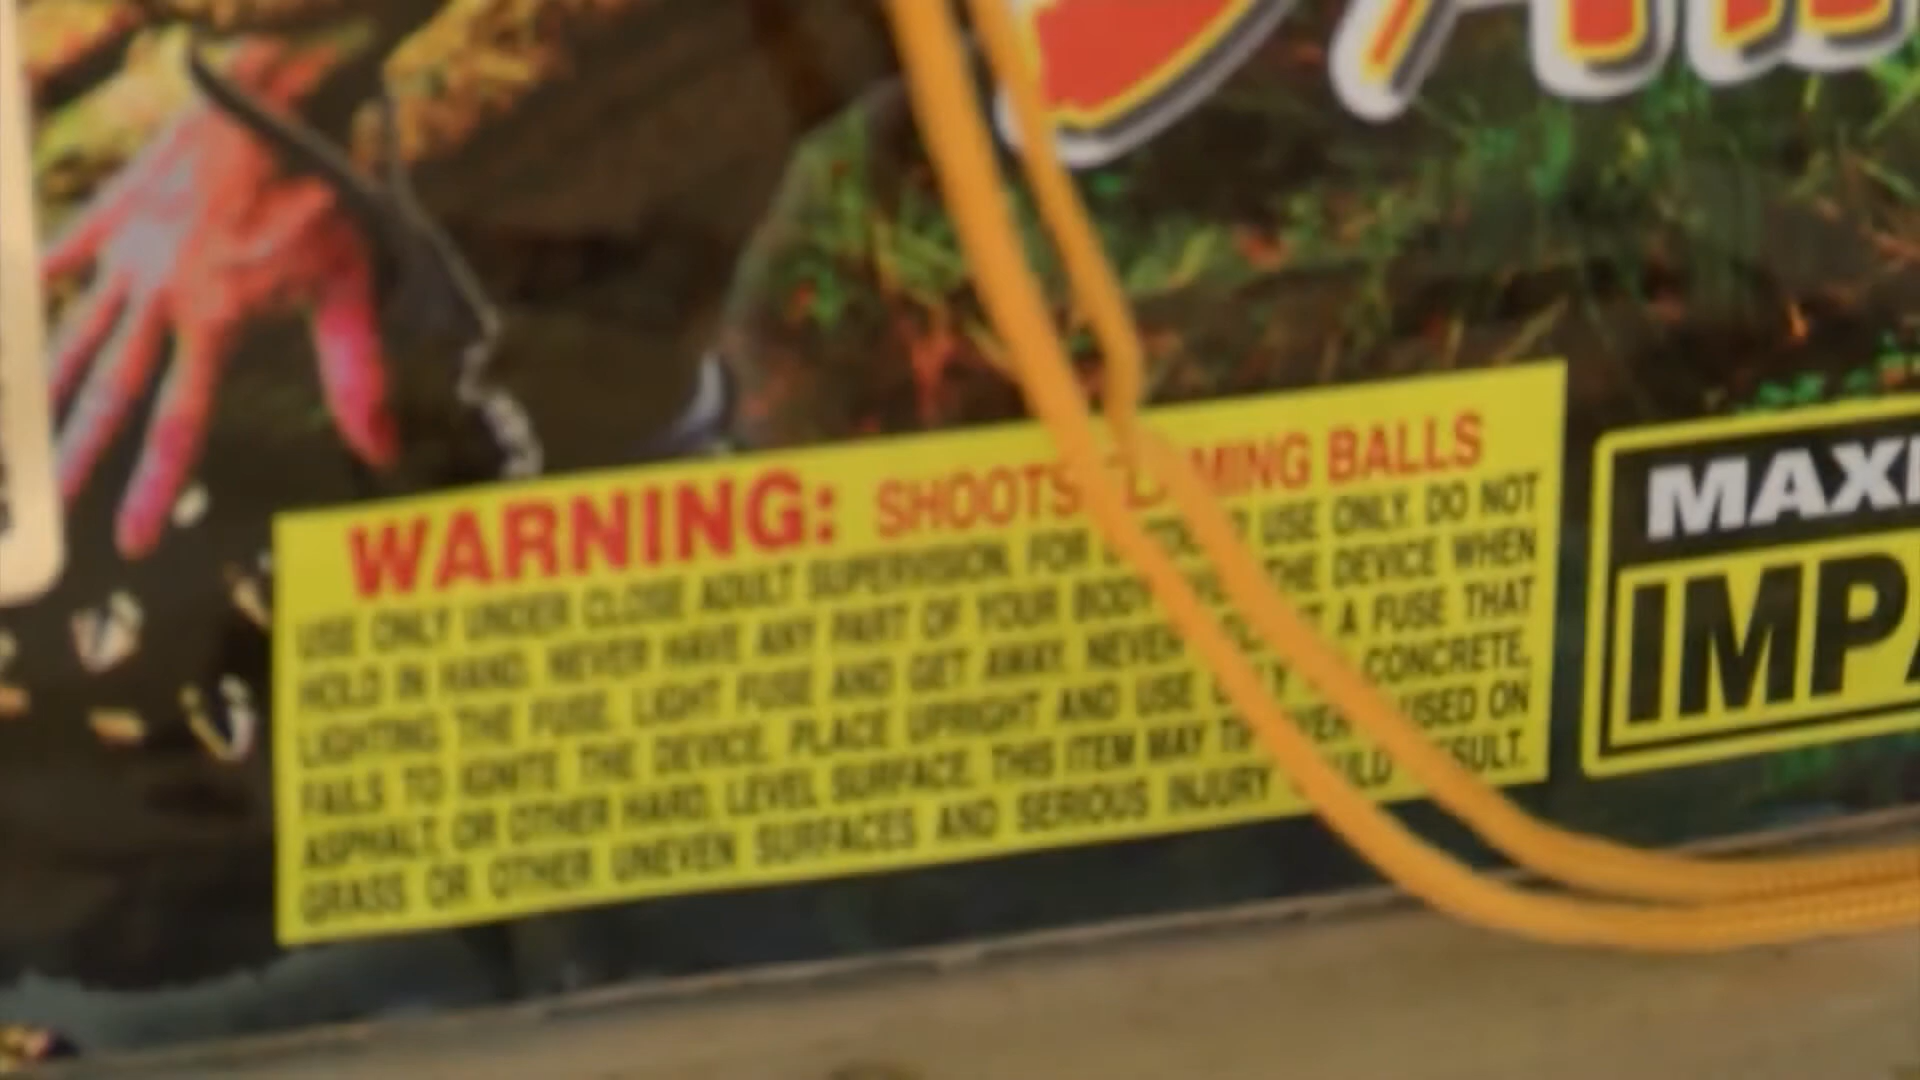 WARNING: SHOOTS FLAMING BALLS
USE ONLY UNDER CLOSE ADULT SUPERVISION. FOR OUTDOOR USE ONLY. DO NOT
HOLD IN HAND. NEVER HAVE ANY PART OF YOUR BODY OVER THE DEVICE WHEN
LIGHTING THE FUSE. LIGHT FUSE AND GET AWAY. NEVER A FUSE THAT
FAILS TO IGNITE THE DEVICE. PLACE UPRIGHT AND USE ONLY CONCRETE,
ASPHALT, OR OTHER HARD, LEVEL SURFACE. THIS ITEM MAY TIP OVER USED ON
GRASS OR OTHER UNEVEN SURFACES AND SERIOUS INJURY COULD RESULT.
MAXI
IMPA